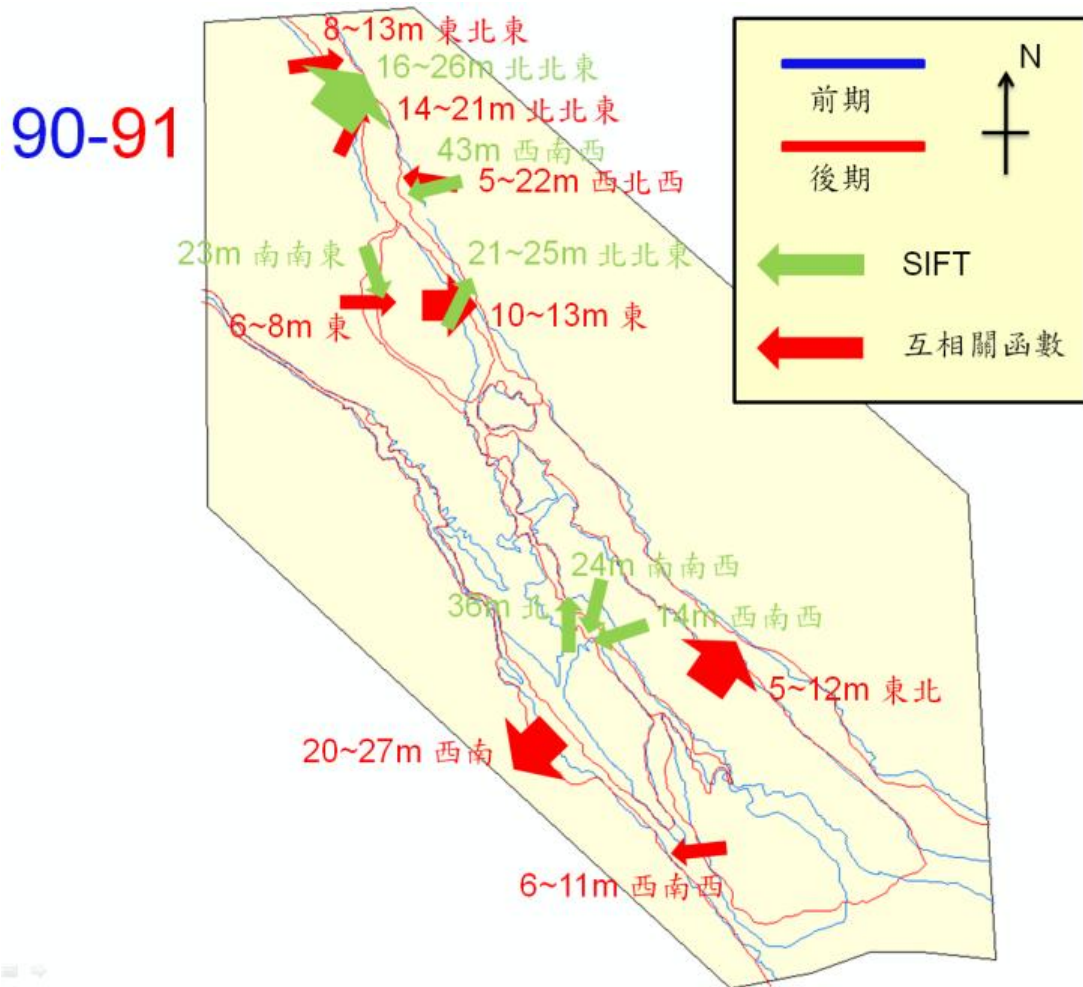 8~13m 東北東
16~26m 北北東
90-91
14~21m 北北東
43m 西南西
5~22m 西北西
23m 南南東
21~25m 北北東
6~8m 東
10~13m 東
24m 南南西
36m 北
14m 西南西
5~12m 東北
20~27m 西南
6~11m 西南西
前期
N
後期
SIFT
互相關函數